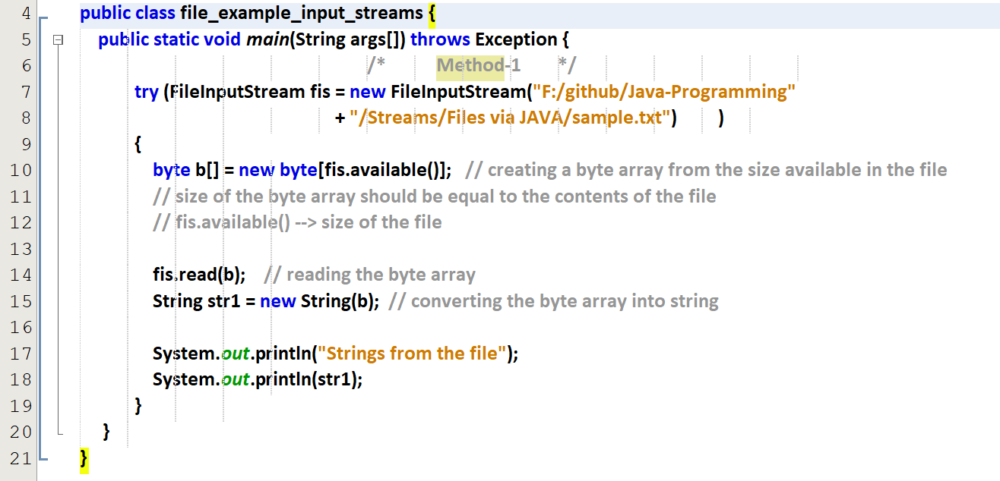 4 public class file_example_input_streams {
5 public static void main(String args[]) throws Exception {
6 /* Method-1 */
7 try (FileInputStream fis = new FileInputStream("F:/github/Java-Programming"
8 + "/Streams/Files via JAVA/sample.txt") )
9 {
10 byte b[] = new byte[fis.available()]; // creating a byte array from the size available in the file
11 // size of the byte array should be equal to the contents of the file
12 // fis.available() --> size of the file
13
14 fis.read(b); // reading the byte array
15 String str1 = new String(b); // converting the byte array into string
16
17 System.out.println("Strings from the file");
18 System.out.println(str1);
19 }
20 }
21 }